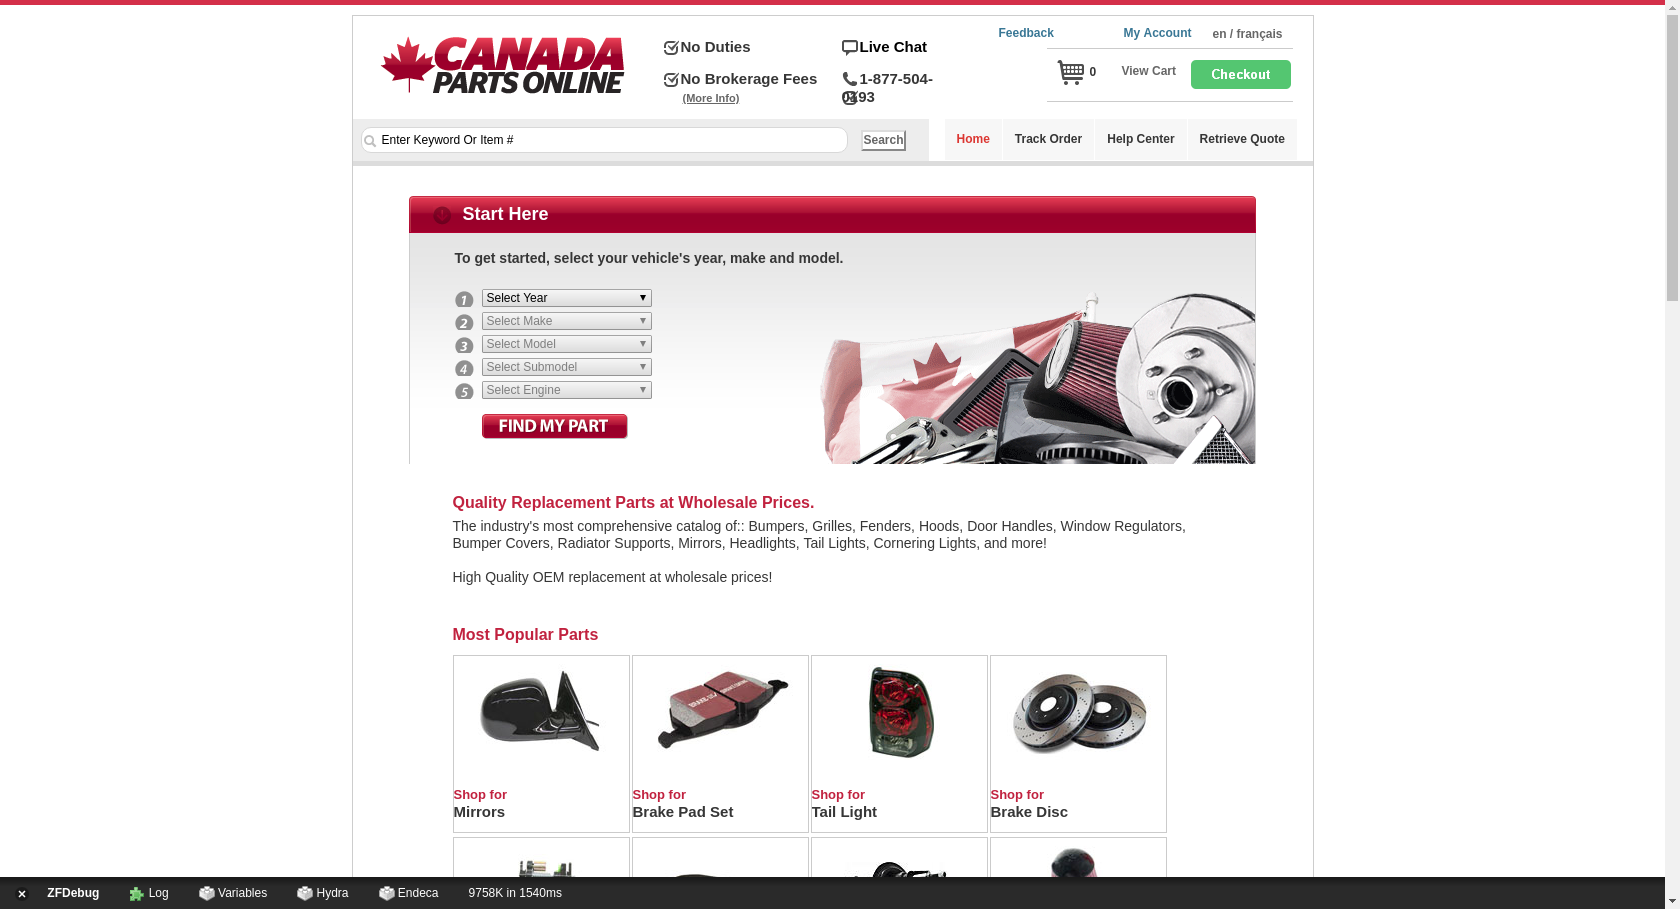 CANADA
PARTS ONLINE
No Duties
No Brokerage Fees
(More Info)
Live Chat
1-877-504-
93
Feedback
My Account
en / français
0
View Cart
Checkout
Enter Keyword Or Item #
Search
Home
Track Order
Help Center
Retrieve Quote
Start Here
To get started, select your vehicle's year, make and model.
1 Select Year
2 Select Make
3 Select Model
4 Select Submodel
5 Select Engine
FIND MY PART
Quality Replacement Parts at Wholesale Prices.
The industry's most comprehensive catalog of:: Bumpers, Grilles, Fenders, Hoods, Door Handles, Window Regulators,
Bumper Covers, Radiator Supports, Mirrors, Headlights, Tail Lights, Cornering Lights, and more!
High Quality OEM replacement at wholesale prices!
Most Popular Parts
Shop for
Mirrors
Shop for
Brake Pad Set
Shop for
Tail Light
Shop for
Brake Disc
ZFDebug
Log
Variables
Hydra
Endeca
9758K in 1540ms